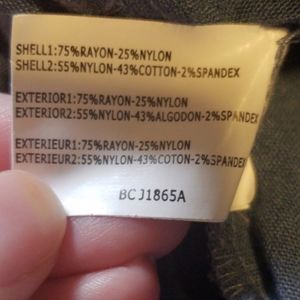 SHELL1:75%RAYON-25%NYLON
SHELL2:55%NYLON-43%COTTON-2%SPANDEX
EXTERIOR1:75%RAYON-25%NYLON
EXTERIOR2:55%NYLON-43%ALGODON-2%SPANDEX
EXTERIEUR1:75%RAYON-25%NYLON
EXTERIEUR2:55%NYLON-43%COTON-2%SPANDEX
BCJ1865A